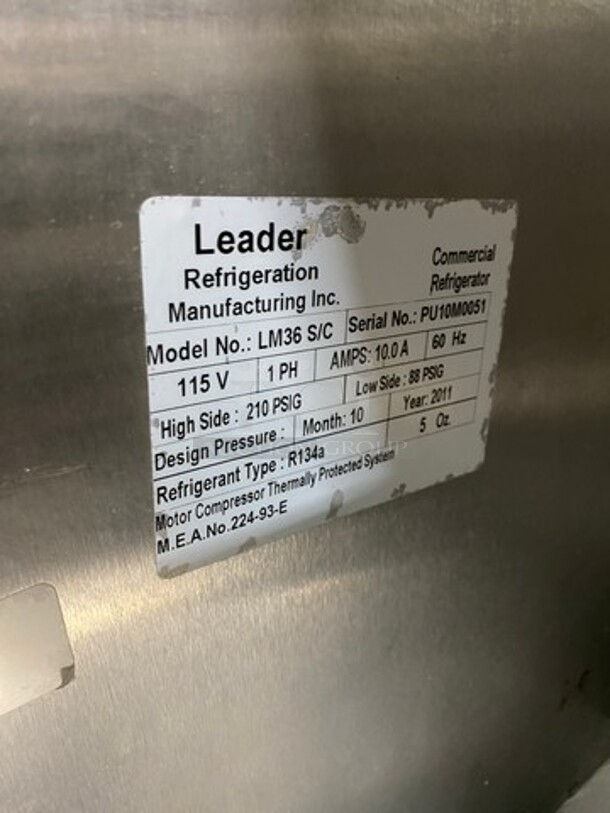 Leader
Refrigeration
Manufacturing Inc.
Commercial
Refrigerator
Model No.: LM36 S/C Serial No.: PU10M0051
115 V 1 PH AMPS: 10.0 A 60 Hz
High Side : 210 PSIG Low Side : 88 PSIG
Design Pressure : Month: 10 Year: 2011
Refrigerant Type : R134a 5 Oz.
Motor Compressor Thermally Protected System
M.E.A.No.224-93-E
GROUP